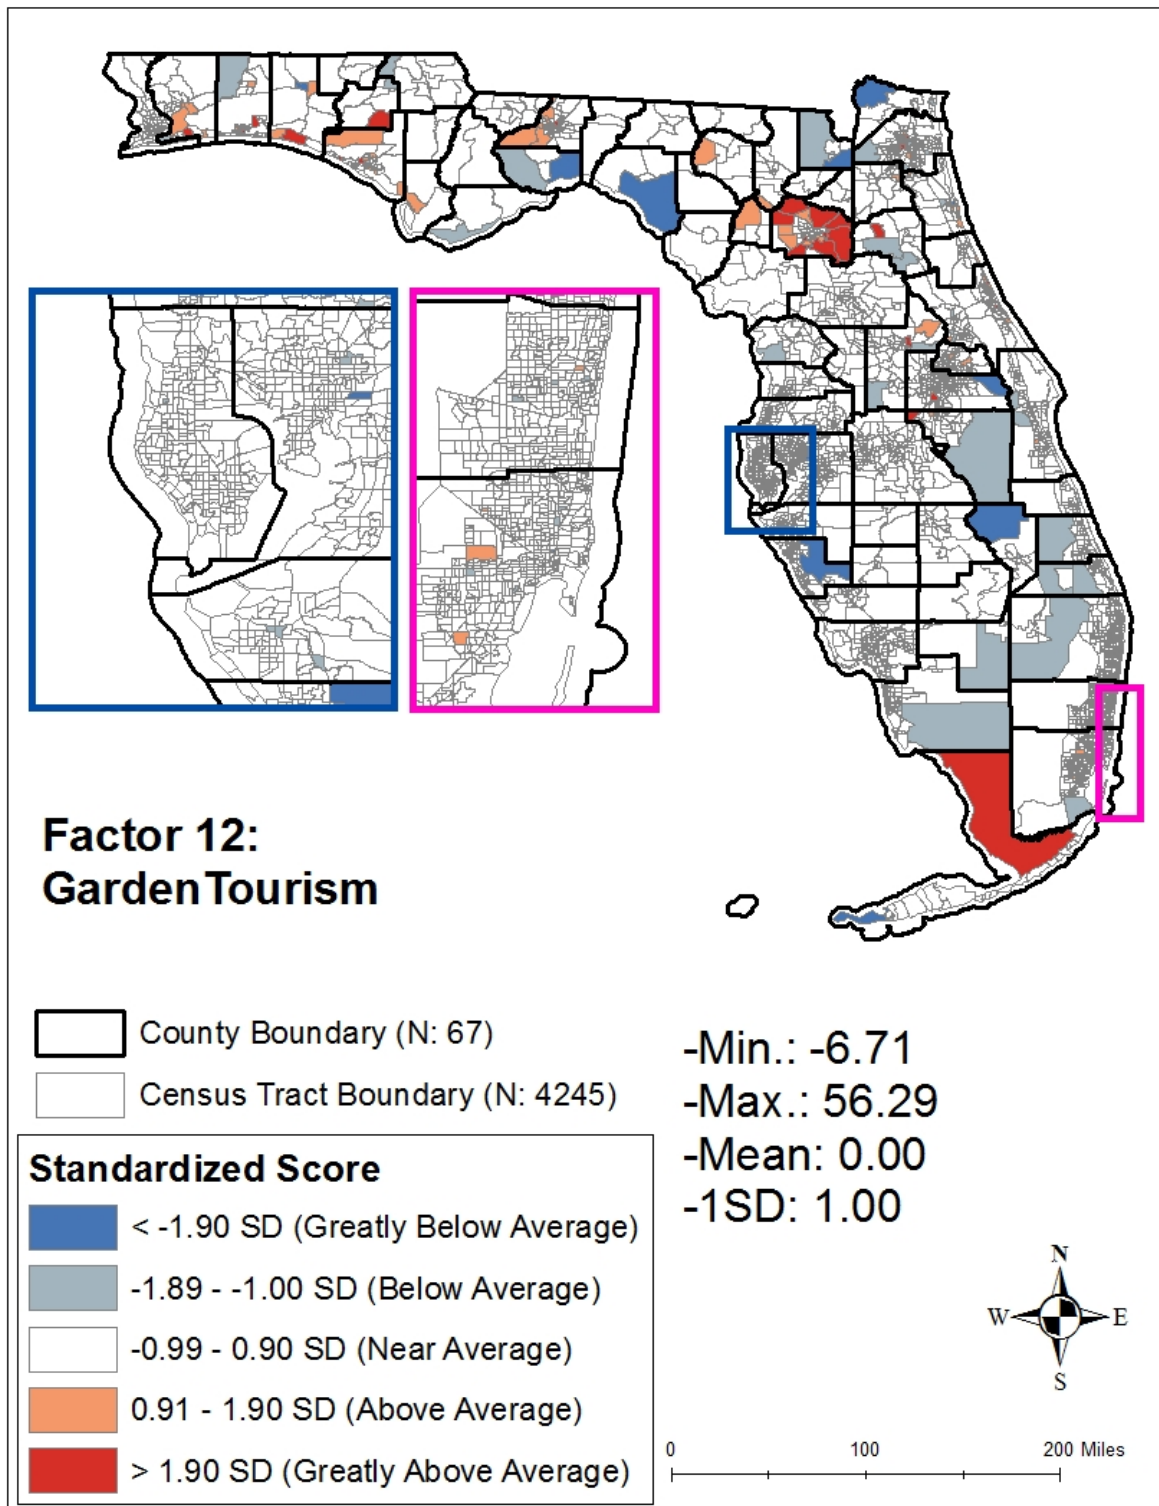 Factor 12:
Garden Tourism
County Boundary (N: 67)
Census Tract Boundary (N: 4245)
-Min.: -6.71
-Max.: 56.29
-Mean: 0.00
-1SD: 1.00
Standardized Score
< -1.90 SD (Greatly Below Average)
-1.89 - -1.00 SD (Below Average)
-0.99 - 0.90 SD (Near Average)
0.91 - 1.90 SD (Above Average)
> 1.90 SD (Greatly Above Average)
N
W E
S
0 100 200 Miles